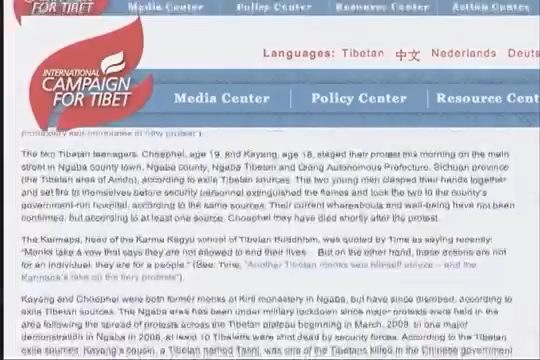 FOR TIBET
Media Center
Policy Center
Resource Center
Action Center
Languages: Tibetan 中文 Nederlands Deuts
INTERNATIONAL
CAMPAIGN
FOR TIBET
Media Center
Policy Center
Resource Cent
The two Tibetan teenagers, Choephel, age 19, and Kayang, age 18, staged their protest this morning on the main
street in Ngaba county town, Ngaba county, Ngaba Tibetan and Qiang Autonomous Prefecture, Sichuan province
(the Tibetan area of Amdo), according to exile Tibetan sources. The two young men clasped their hands together
and set fire to themselves before security personnel extinguished the flames and took the two to the county's
government-run hospital, according to the same sources. Their current whereabouts and well-being have not been
confirmed, but according to at least one source, Choephel may have died shortly after the protest.
The Karmapa, head of the Karma Kagyu school of Tibetan Buddhism, was quoted by Time as saying recently:
"Monks take a vow that says they are not allowed to end their lives But on the other hand, these actions are not
for an individual, they are for a people." (See: Time, "Another Tibetan monks sets himself ablaze – and the
Karmapa's take on the fiery protests").
Kayang and Choephel were both former monks at Kirti monastery in Ngaba, but have since disrobed, according to
exile Tibetan sources. The Ngaba area has been under military lockdown since major protests were held in the
area following the spread of protests across the Tibetan plateau beginning in March, 2008. In one major
demonstration in Ngaba in 2008, at least 10 Tibetans were shot dead by security forces. According to the Tibetan
exile sources, Kayang's cousin, a Tibetan named was one of the Tibetans killed in the Chinese government